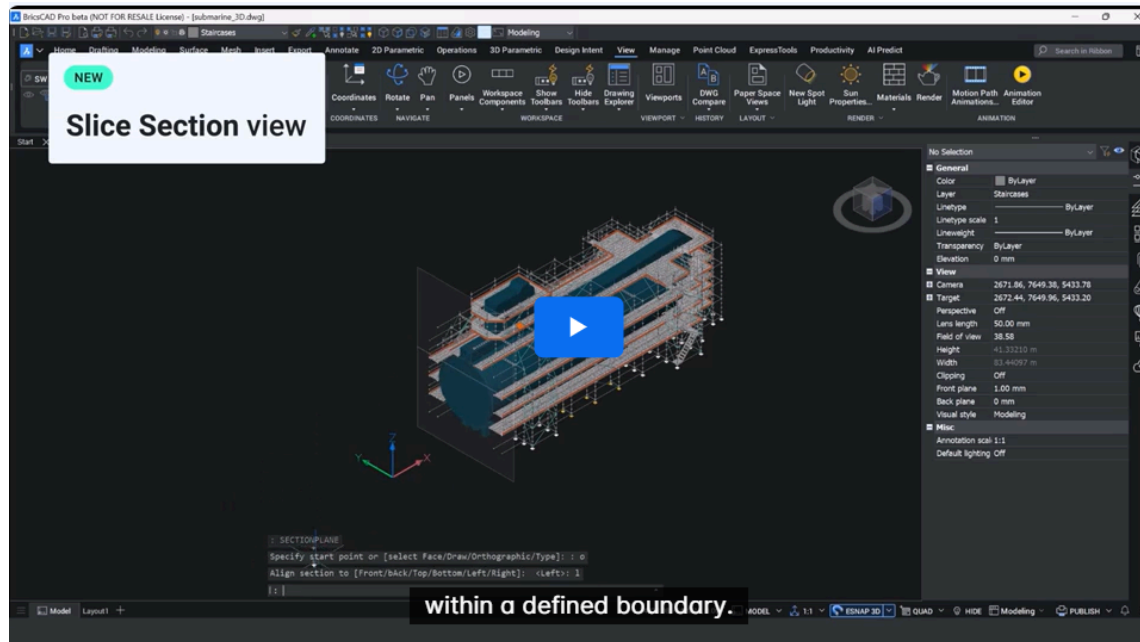 BricsCAD Pro beta (NOT FOR RESALE License) - [submarine_3D.dwg]
Staircases
Modeling
Home Drafting Modeling Surface Mesh Insert Export Annotate 2D Parametric Operations 3D Parametric Design Intent View Manage Point Cloud ExpressTools Productivity AI Predict
Search in Ribbon
NEW
Slice Section view
Coordinates Rotate Pan Panels Workspace Components Show Toolbars Hide Toolbars Drawing Explorer Viewports DWG Compare Paper Space Views New Spot Light Sun Properties... Materials Render Motion Path Animations... Animation Editor
COORDINATES NAVIGATE WORKSPACE VIEWPORT HISTORY LAYOUT RENDER ANIMATION
Start
No Selection
General
Color ByLayer
Layer Staircases
Linetype ByLayer
Linetype scale 1
Lineweight ByLayer
Transparency ByLayer
Elevation 0 mm
View
Camera 2671.86, 7649.38, 5433.78
Target 2672.44, 7649.96, 5433.20
Perspective Off
Lens length 50.00 mm
Field of view 38.58
Height 41.33210 m
Width 83.44097 m
Clipping Off
Front plane 1.00 mm
Back plane 0 mm
Visual style Modeling
Misc
Annotation scal 1:1
Default lighting Off
Z
Y
X
: SECTIONPLANE
Specify start point or [select Face/Draw/Orthographic/Type]: : o
Align section to [Front/bAck/Top/Bottom/Left/Right]: <Left>: l
: |
within a defined boundary.
Model Layout1 +
MODEL 1:1 ESNAP 3D QUAD HIDE Modeling PUBLISH